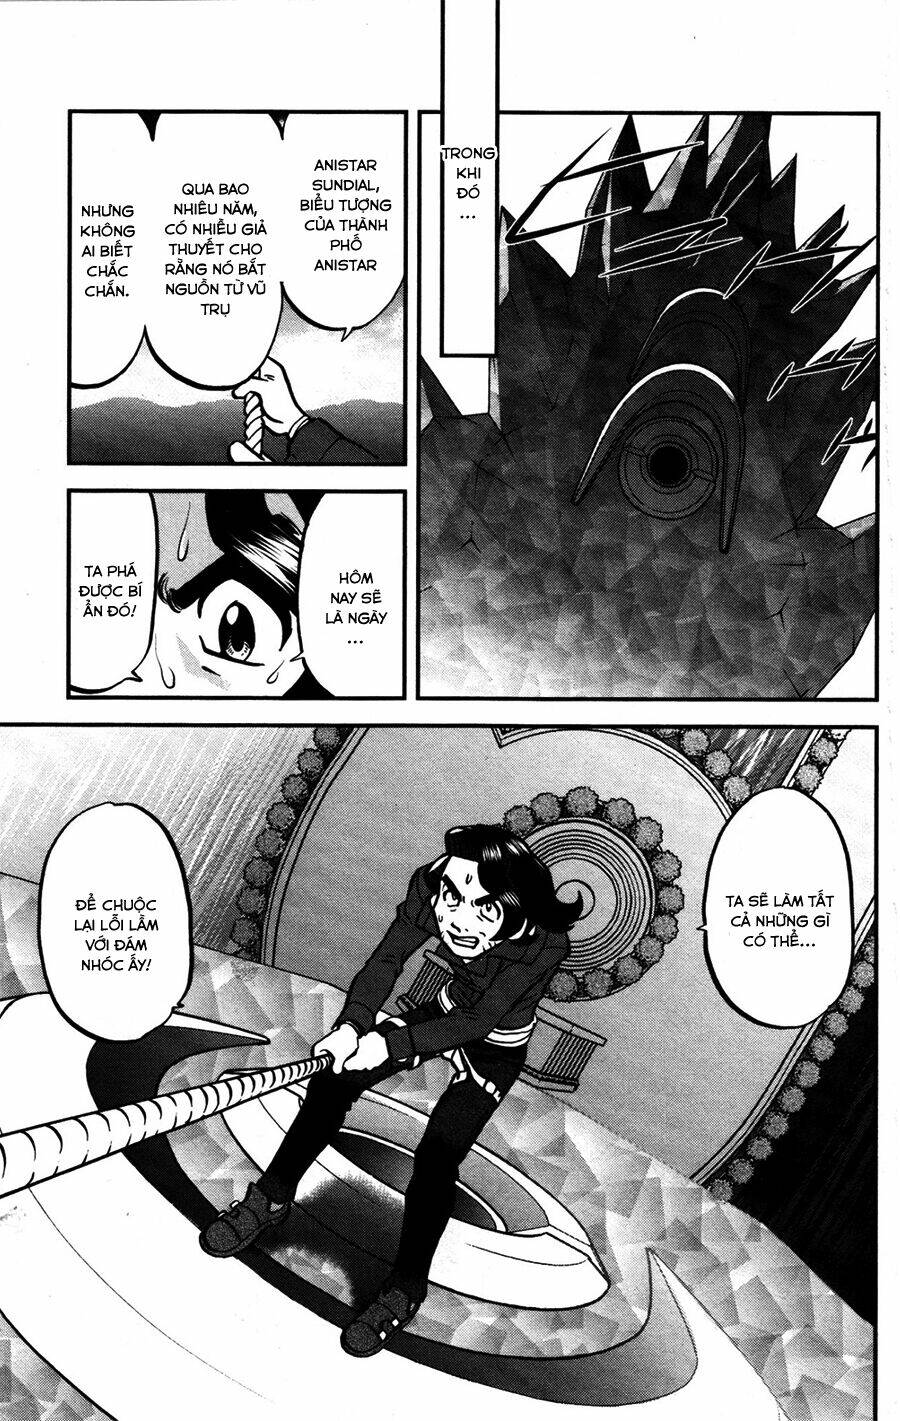 TRONG
KHI
ĐÓ
...
ANISTAR
SUNDIAL,
BIỂU TƯỢNG
CỦA THÀNH
PHỐ
ANISTAR
QUA BAO
NHIÊU NĂM,
CÓ NHIỀU GIẢ
THUYẾT CHO
RẰNG NÓ BẮT
NGUỒN TỪ VŨ
TRỤ
NHƯNG
KHÔNG
AI BIẾT
CHẮC
CHẮN.
HÔM
NAY SẼ
LÀ NGÀY
...
TA PHÁ
ĐƯỢC BÍ
ẨN ĐÓ!
TA SẼ LÀM TẤT
CẢ NHỮNG GÌ
CÓ THỂ...
ĐỂ CHUỘC
LẠI LỖI LẦM
VỚI ĐÁM
NHÓC ẤY!